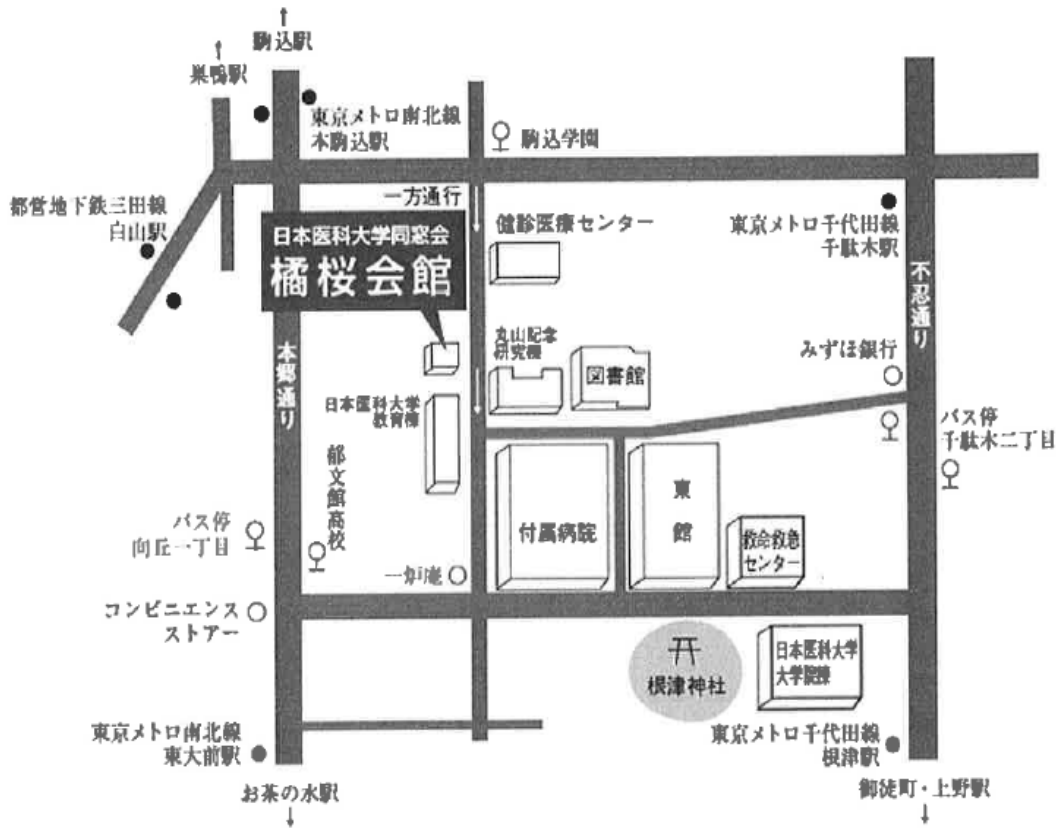 駒込駅
巣鴨駅
東京メトロ南北線
本駒込駅
駒込学園
都営地下鉄三田線
白山駅
一方通行
日本医科大学同窓会
橘桜会館
健診医療センター
東京メトロ千代田線
千駄木駅
不忍通り
本郷通り
丸山記念
研究棟
図書館
みずほ銀行
日本医科大学
教育棟
郁文館高校
バス停
千駄木二丁目
付属病院
東館
救命救急
センター
バス停
向丘一丁目
一炉庵
コンビニエンス
ストアー
根津神社
日本医科大学
大学院棟
東京メトロ南北線
東大前駅
東京メトロ千代田線
根津駅
お茶の水駅
御徒町・上野駅